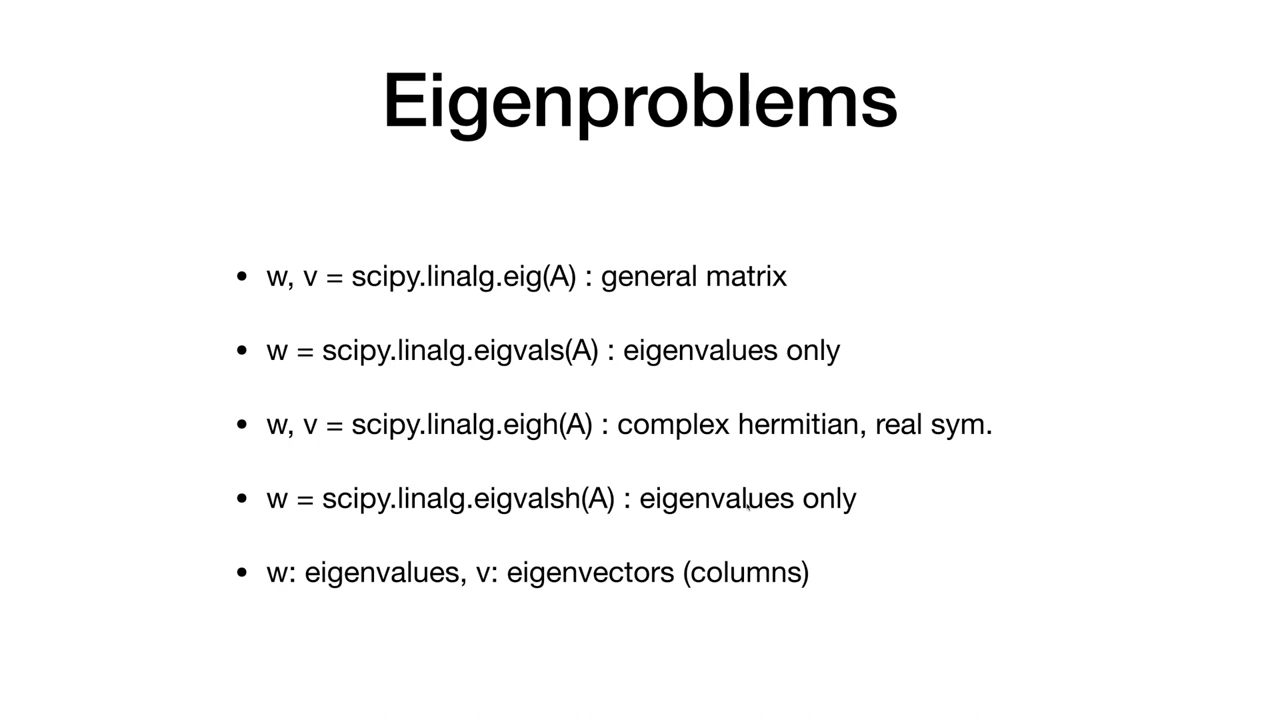 Eigenproblems
• w, v = scipy.linalg.eig(A) : general matrix
• w = scipy.linalg.eigvals(A) : eigenvalues only
• w, v = scipy.linalg.eigh(A) : complex hermitian, real sym.
• w = scipy.linalg.eigvalsh(A) : eigenvalues only
• w: eigenvalues, v: eigenvectors (columns)